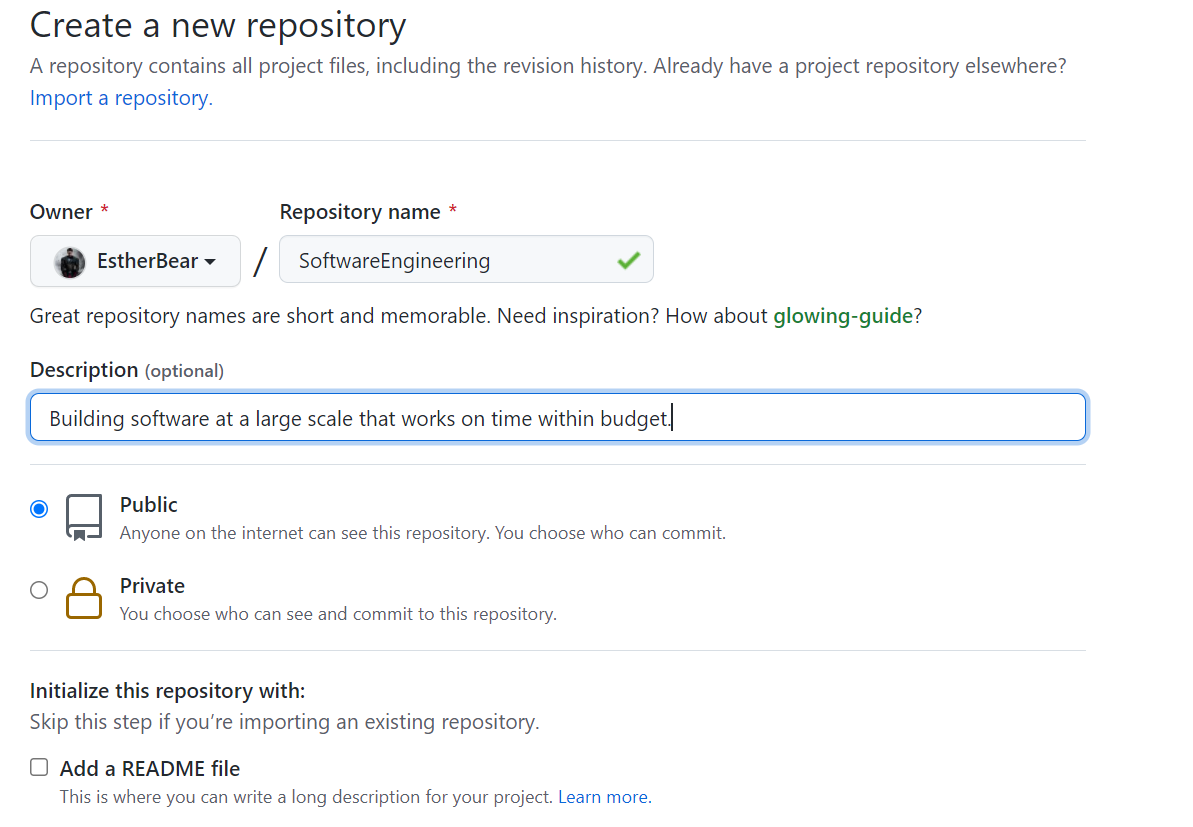 Create a new repository
A repository contains all project files, including the revision history. Already have a project repository elsewhere?
Import a repository.
Owner * Repository name *
EstherBear / SoftwareEngineering
Great repository names are short and memorable. Need inspiration? How about glowing-guide?
Description (optional)
Building software at a large scale that works on time within budget.
Public
Anyone on the internet can see this repository. You choose who can commit.
Private
You choose who can see and commit to this repository.
Initialize this repository with:
Skip this step if you’re importing an existing repository.
Add a README file
This is where you can write a long description for your project. Learn more.